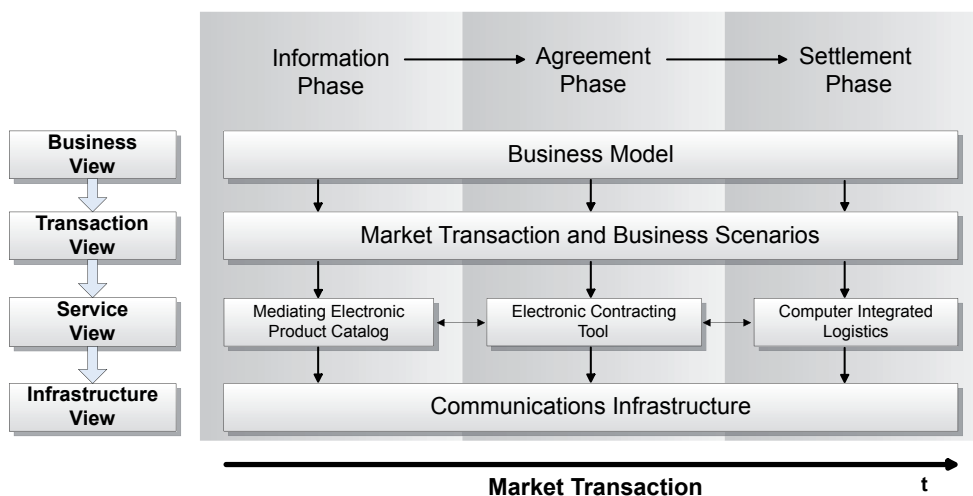 Information
Phase
Agreement
Phase
Settlement
Phase
Business
View
Business Model
Transaction
View
Market Transaction and Business Scenarios
Service
View
Mediating Electronic
Product Catalog
Electronic Contracting
Tool
Computer Integrated
Logistics
Infrastructure
View
Communications Infrastructure
Market Transaction
t